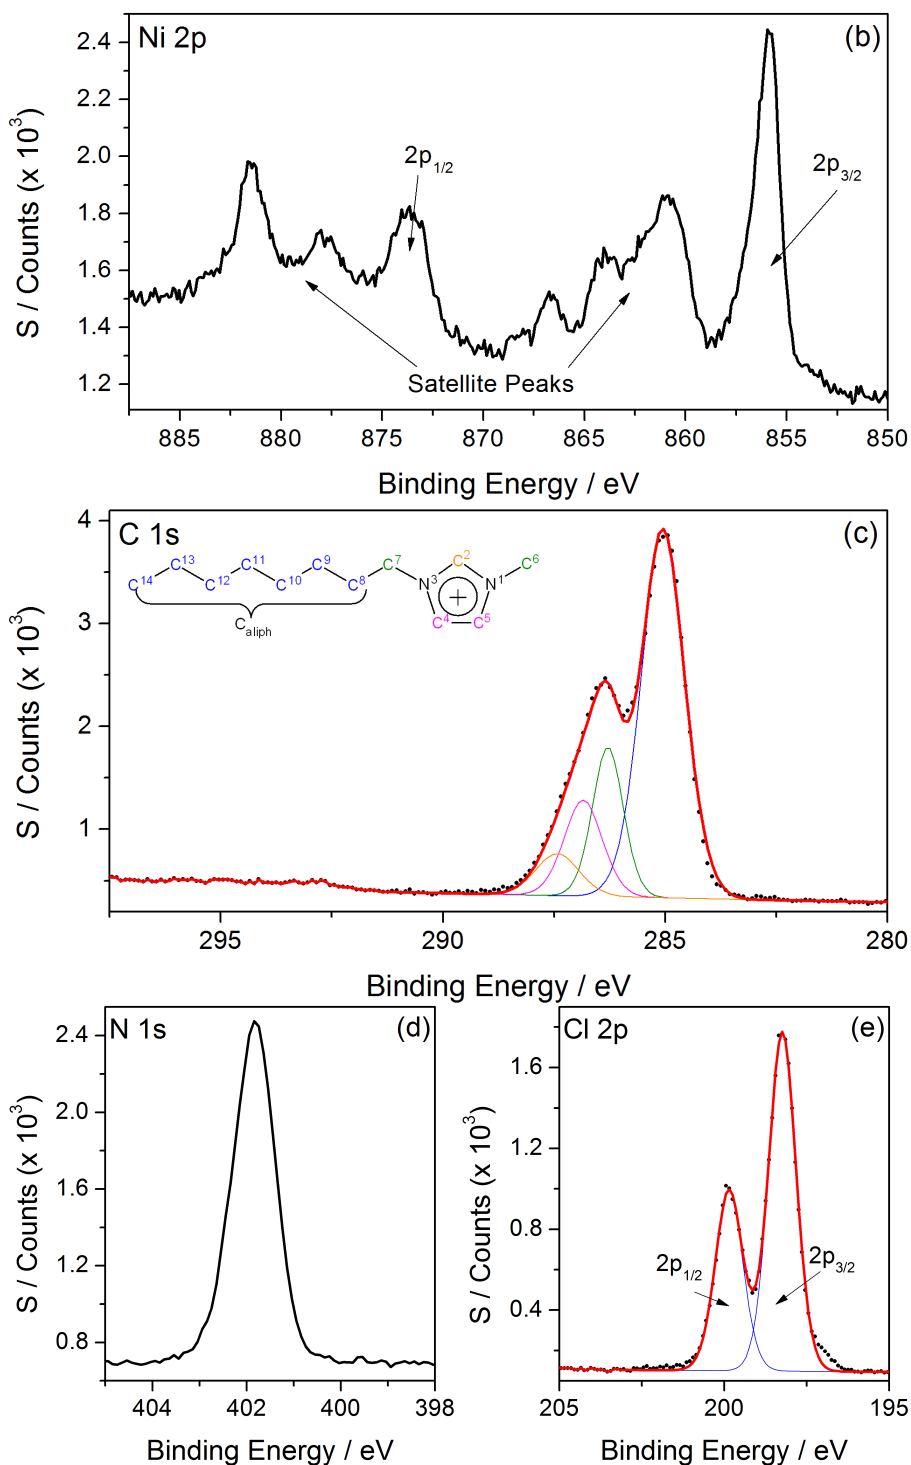 Ni 2p
(b)
S / Counts (x 10³)
2.4
2.2
2.0
1.8
1.6
1.4
1.2
2p1/2
2p3/2
Satellite Peaks
885 880 875 870 865 860 855 850
Binding Energy / eV
C 1s
(c)
S / Counts (x 10³)
4
3
2
1
C13 C11 C9 C7 C2 C6
C14 C12 C10 C8 N3 N1
+
C4 C5
Caliph
295 290 285 280
Binding Energy / eV
N 1s
(d)
S / Counts (x 10³)
2.4
2.0
1.6
1.2
0.8
404 402 400 398
Binding Energy / eV
Cl 2p
(e)
S / Counts (x 10³)
1.6
1.2
0.8
0.4
2p1/2
2p3/2
205 200 195
Binding Energy / eV